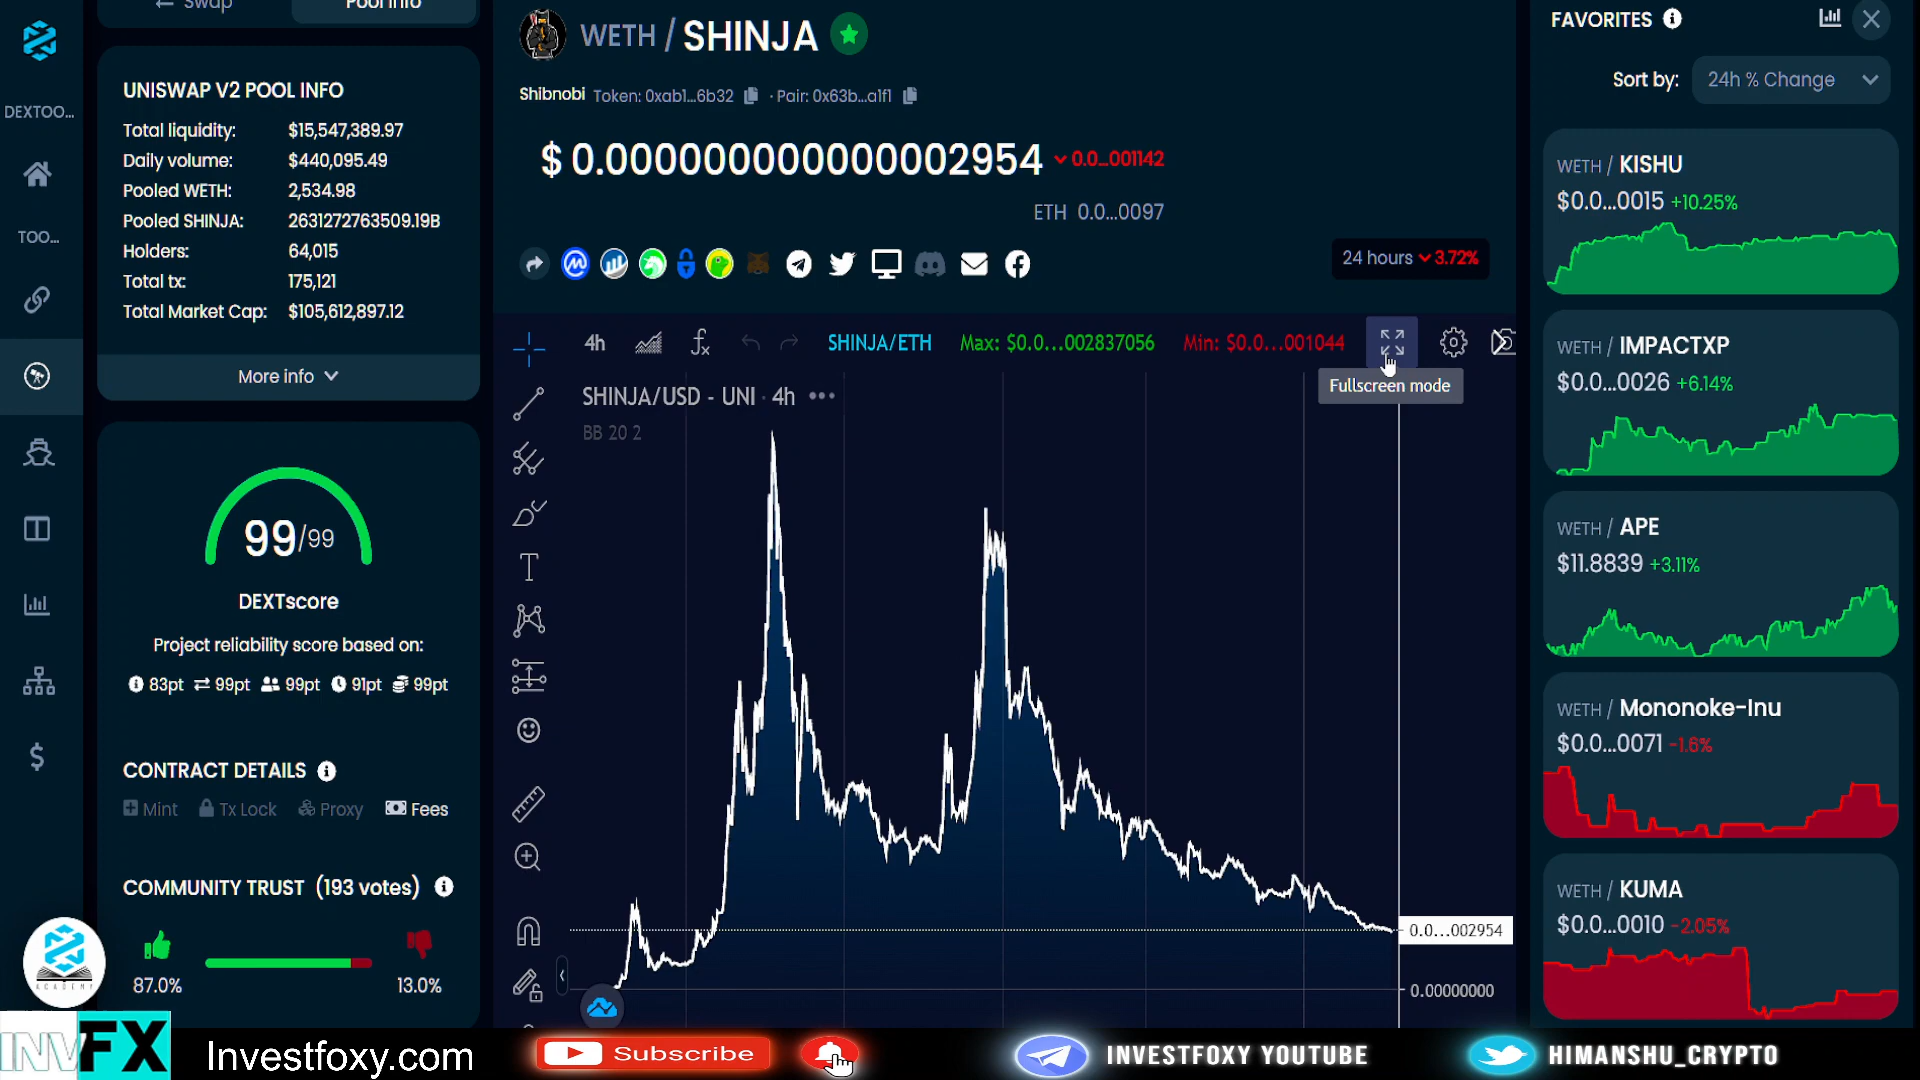 Swap
Pool info
DEXTOO...
TOO...
UNISWAP V2 POOL INFO
Total liquidity: $15,547,389.97
Daily volume: $440,095.49
Pooled WETH: 2,534.98
Pooled SHINJA: 2631272763509.19B
Holders: 64,015
Total tx: 175,121
Total Market Cap: $105,612,897.12
More info
99/99
DEXTscore
Project reliability score based on:
83pt 99pt 99pt 91pt 99pt
CONTRACT DETAILS
Mint Tx Lock Proxy Fees
COMMUNITY TRUST (193 votes)
87.0% 13.0%
ACADEMY
WETH / SHINJA
Shibnobi Token: 0xab1...6b32 · Pair: 0x63b...a1f1
$ 0.000000000000002954 0.0...001142
ETH 0.0...0097
24 hours 3.72%
4h SHINJA/ETH Max: $0.0...002837056 Min: $0.0...001044
Fullscreen mode
SHINJA/USD - UNI · 4h
BB 20 2
0.0...002954
0.00000000
FAVORITES
Sort by: 24h % Change
WETH / KISHU
$0.0...0015 +10.25%
WETH / IMPACTXP
$0.0...0026 +6.14%
WETH / APE
$11.8839 +3.11%
WETH / Mononoke-Inu
$0.0...0071 -1.6%
WETH / KUMA
$0.0...0010 -2.05%
INVFX
Investfoxy.com
Subscribe
INVESTFOXY YOUTUBE
HIMANSHU_CRYPTO